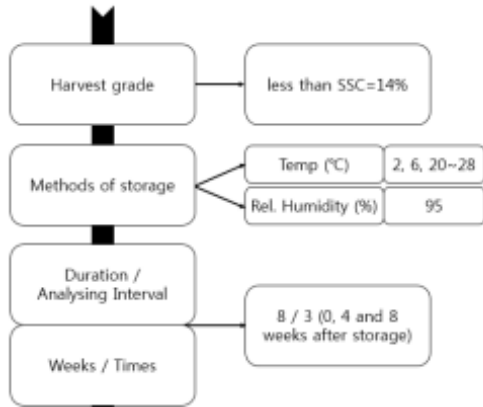 Harvest grade
less than SSC=14%
Methods of storage
Temp (℃)
2, 6, 20~28
Rel. Humidity (%)
95
Duration /
Analysing Interval
8 / 3 (0, 4 and 8
weeks after storage)
Weeks / Times